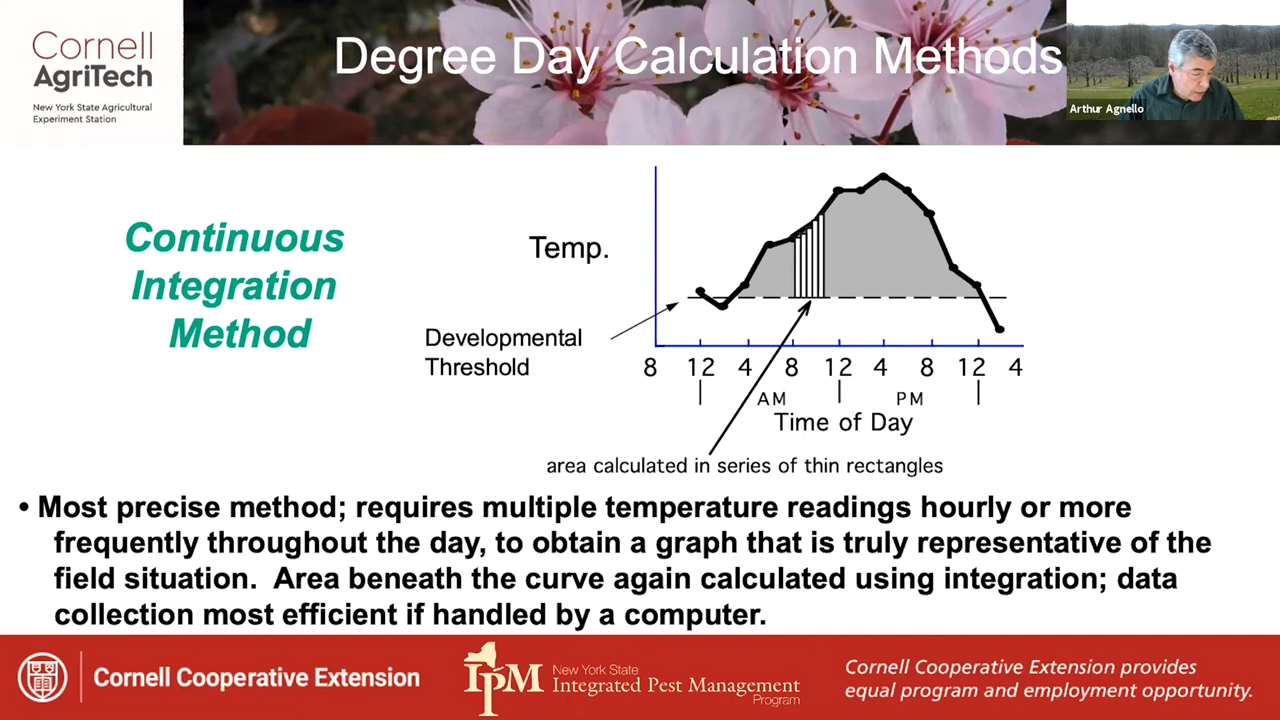 Cornell
AgriTech
New York State Agricultural
Experiment Station
Degree Day Calculation Methods
Arthur Agnello
Continuous
Integration
Method
Temp.
Developmental
Threshold
8 12 4 8 12 4 8 12 4
AM PM
Time of Day
area calculated in series of thin rectangles
• Most precise method; requires multiple temperature readings hourly or more
frequently throughout the day, to obtain a graph that is truly representative of the
field situation. Area beneath the curve again calculated using integration; data
collection most efficient if handled by a computer.
Cornell Cooperative Extension
IPM
New York State
Integrated Pest Management
Program
Cornell Cooperative Extension provides
equal program and employment opportunity.